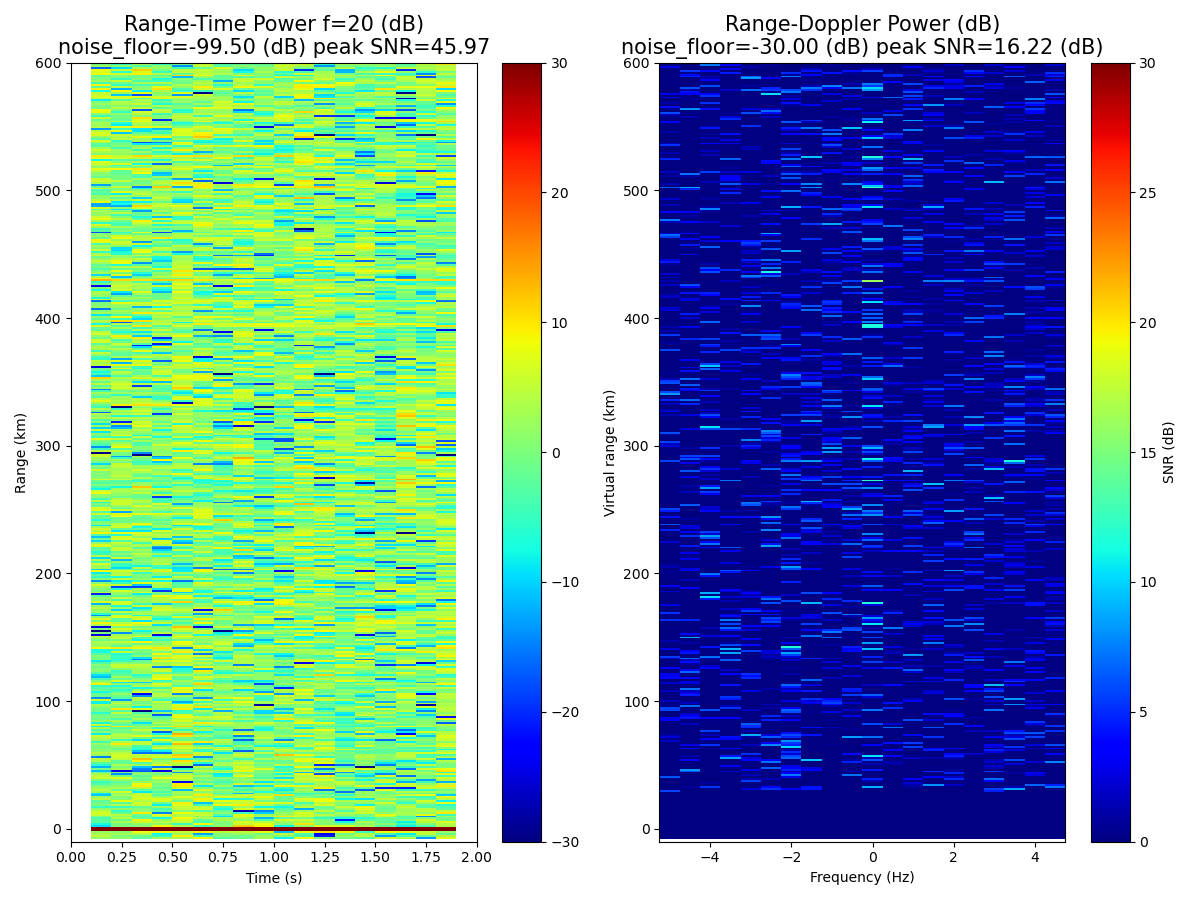 Range-Time Power f=20 (dB)
noise_floor=-99.50 (dB) peak SNR=45.97
Range (km)
600
500
400
300
200
100
0
0.00 0.25 0.50 0.75 1.00 1.25 1.50 1.75 2.00
Time (s)
30
20
10
0
−10
−20
−30
Range-Doppler Power (dB)
noise_floor=-30.00 (dB) peak SNR=16.22 (dB)
Virtual range (km)
600
500
400
300
200
100
0
−4 −2 0 2 4
Frequency (Hz)
30
25
20
15
10
5
0
SNR (dB)